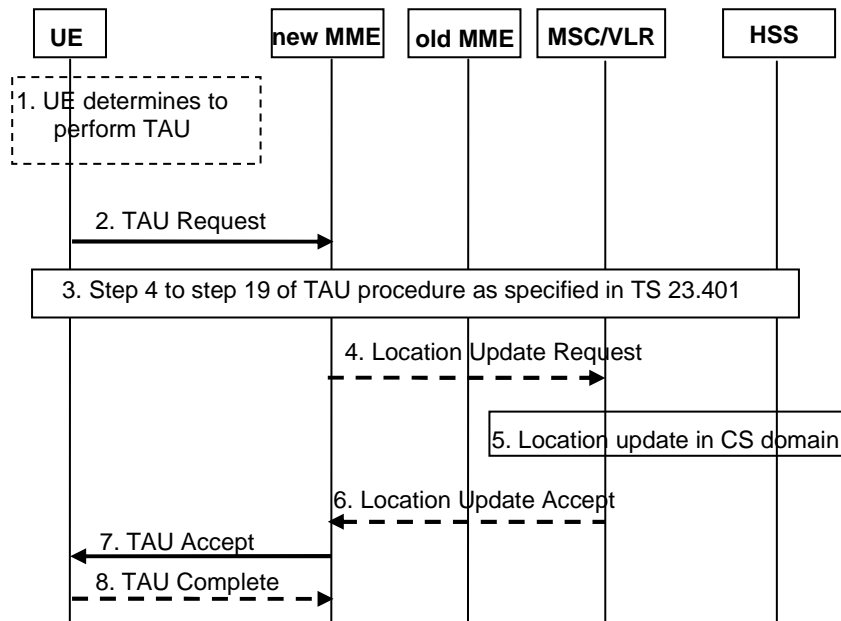 UE
new MME
old MME
MSC/VLR
HSS
1. UE determines to
perform TAU
2. TAU Request
3. Step 4 to step 19 of TAU procedure as specified in TS 23.401
4. Location Update Request
5. Location update in CS domain
6. Location Update Accept
7. TAU Accept
8. TAU Complete